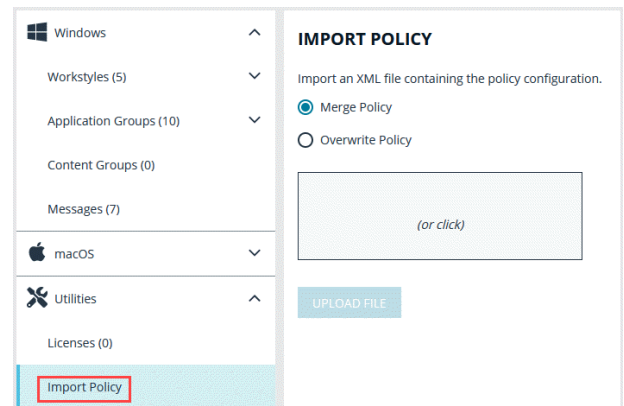 Windows
Workstyles (5)
Application Groups (10)
Content Groups (0)
Messages (7)
macOS
Utilities
Licenses (0)
Import Policy
IMPORT POLICY
Import an XML file containing the policy configuration.
Merge Policy
Overwrite Policy
(or click)
UPLOAD FILE